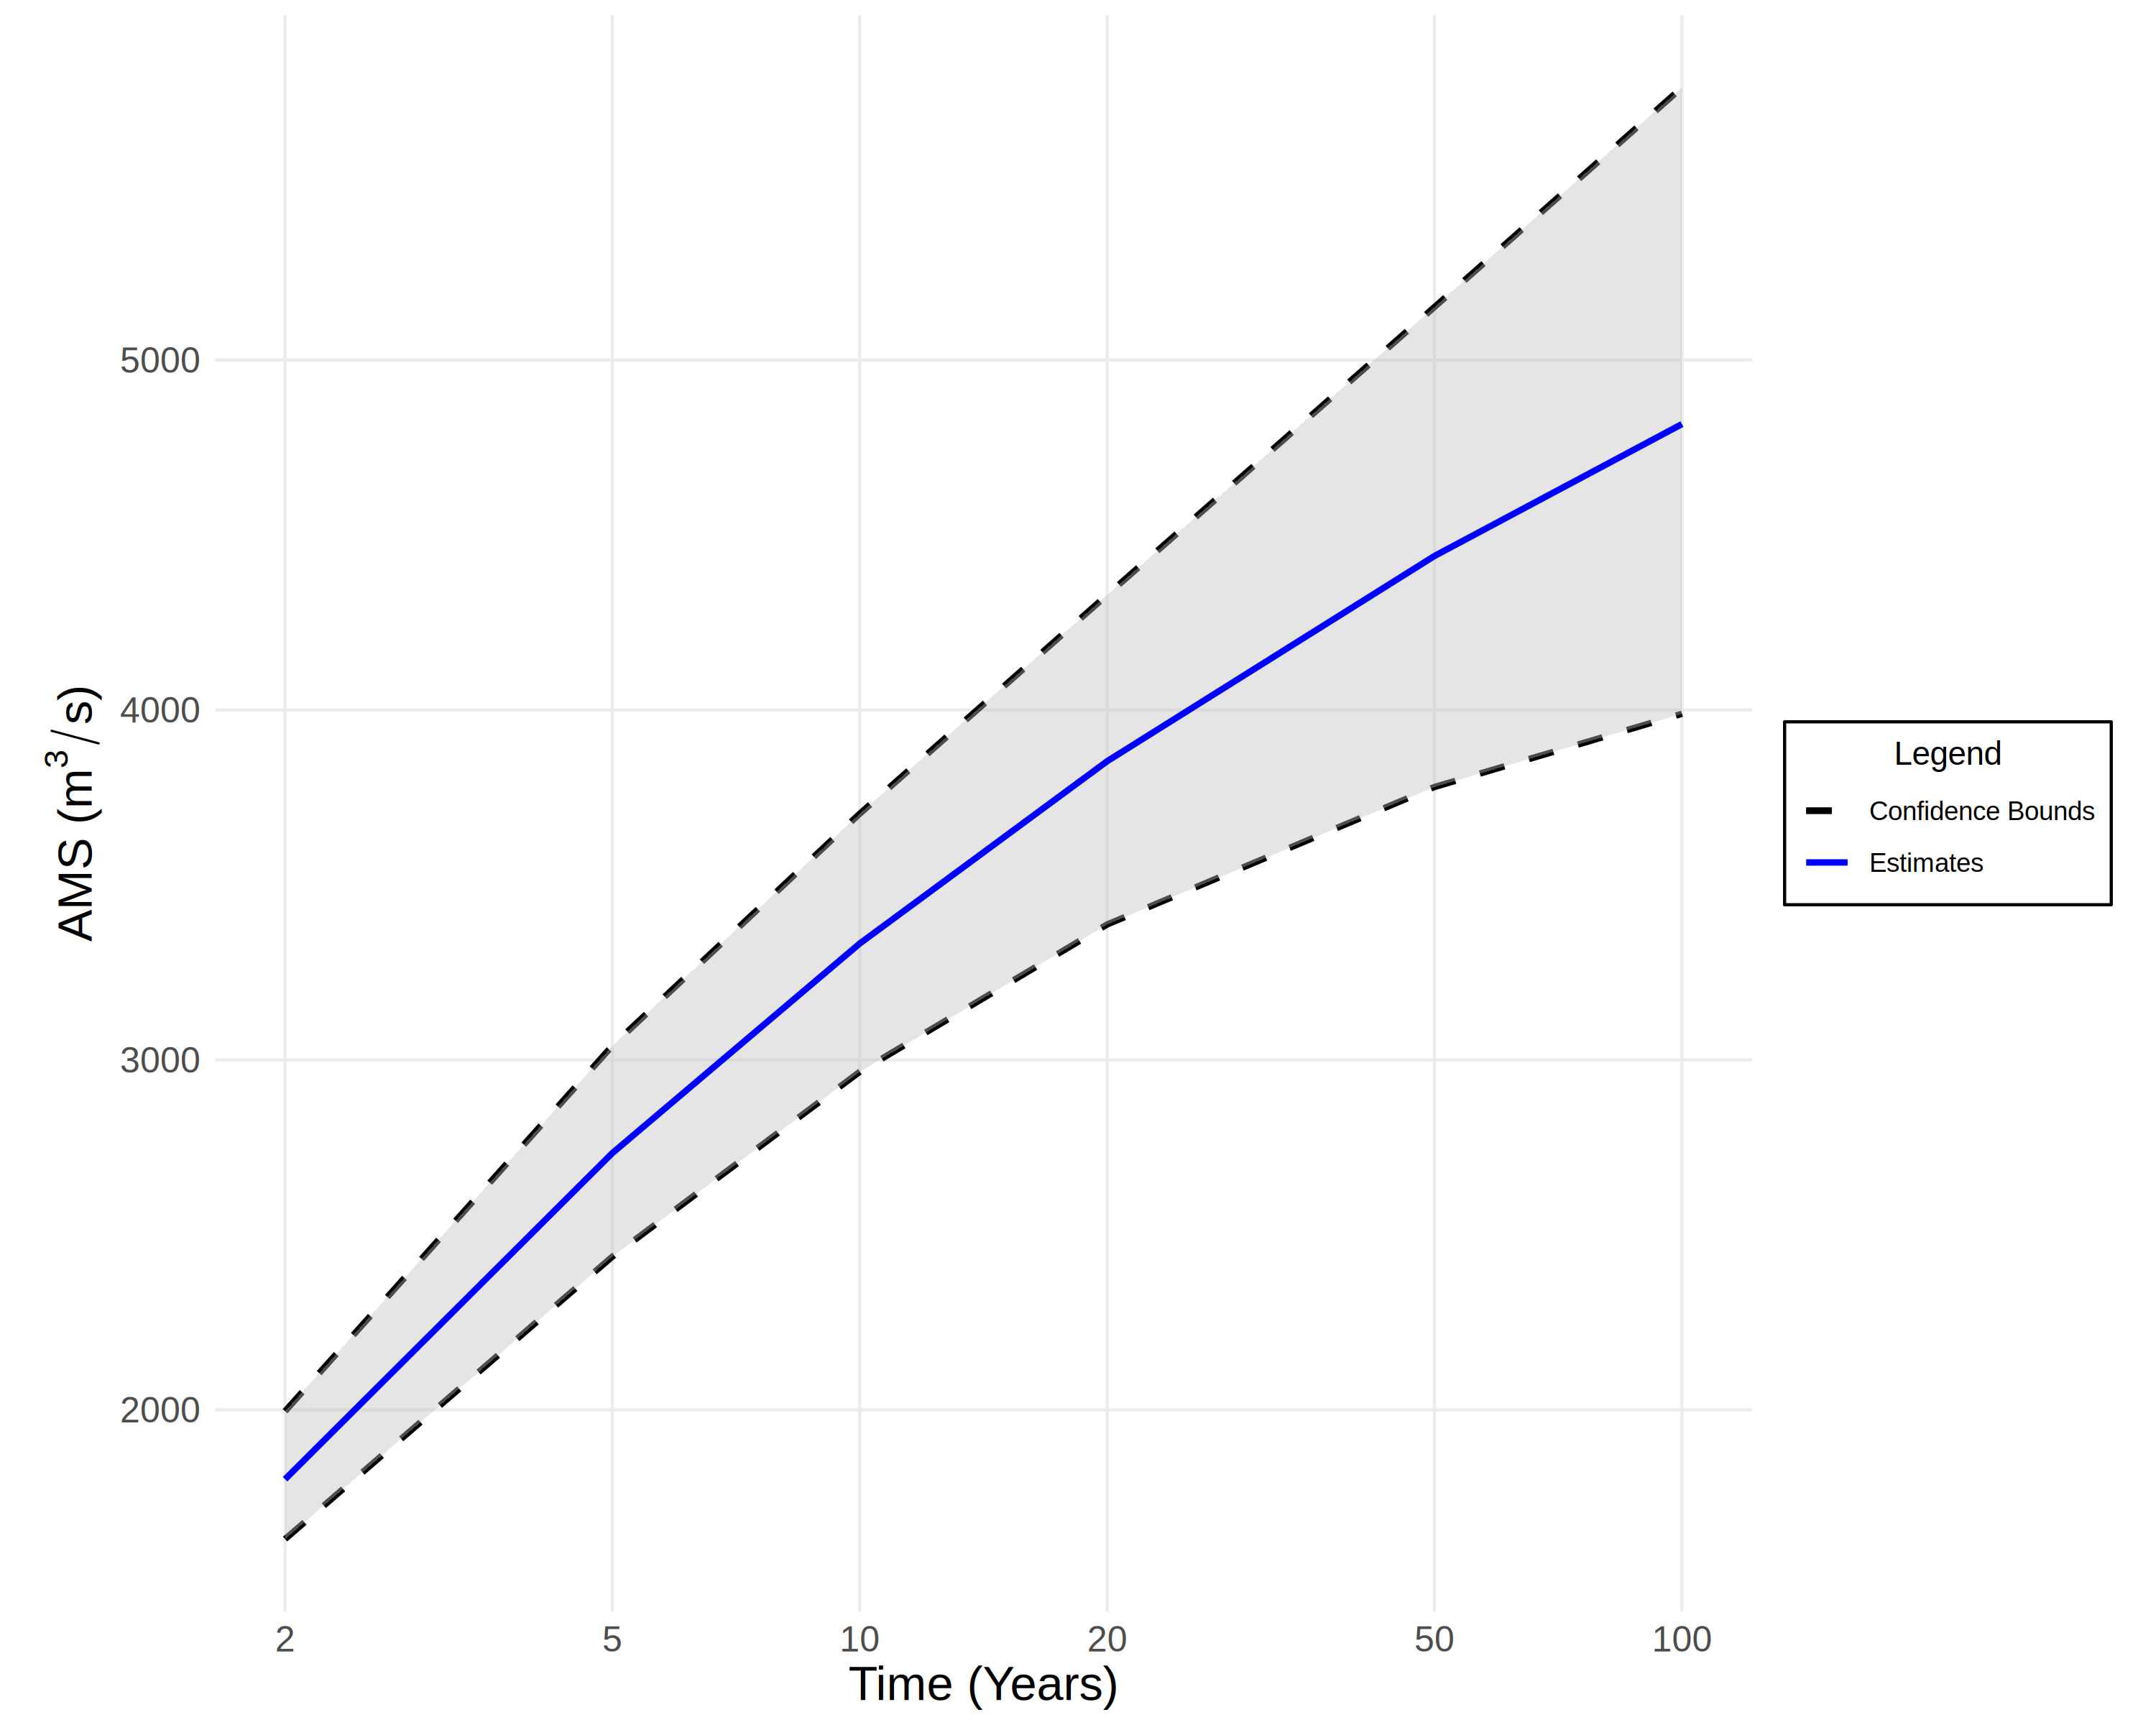 5000
4000
3000
2000
AMS (m³/s)
2 5 10 20 50 100
Time (Years)
Legend
Confidence Bounds
Estimates